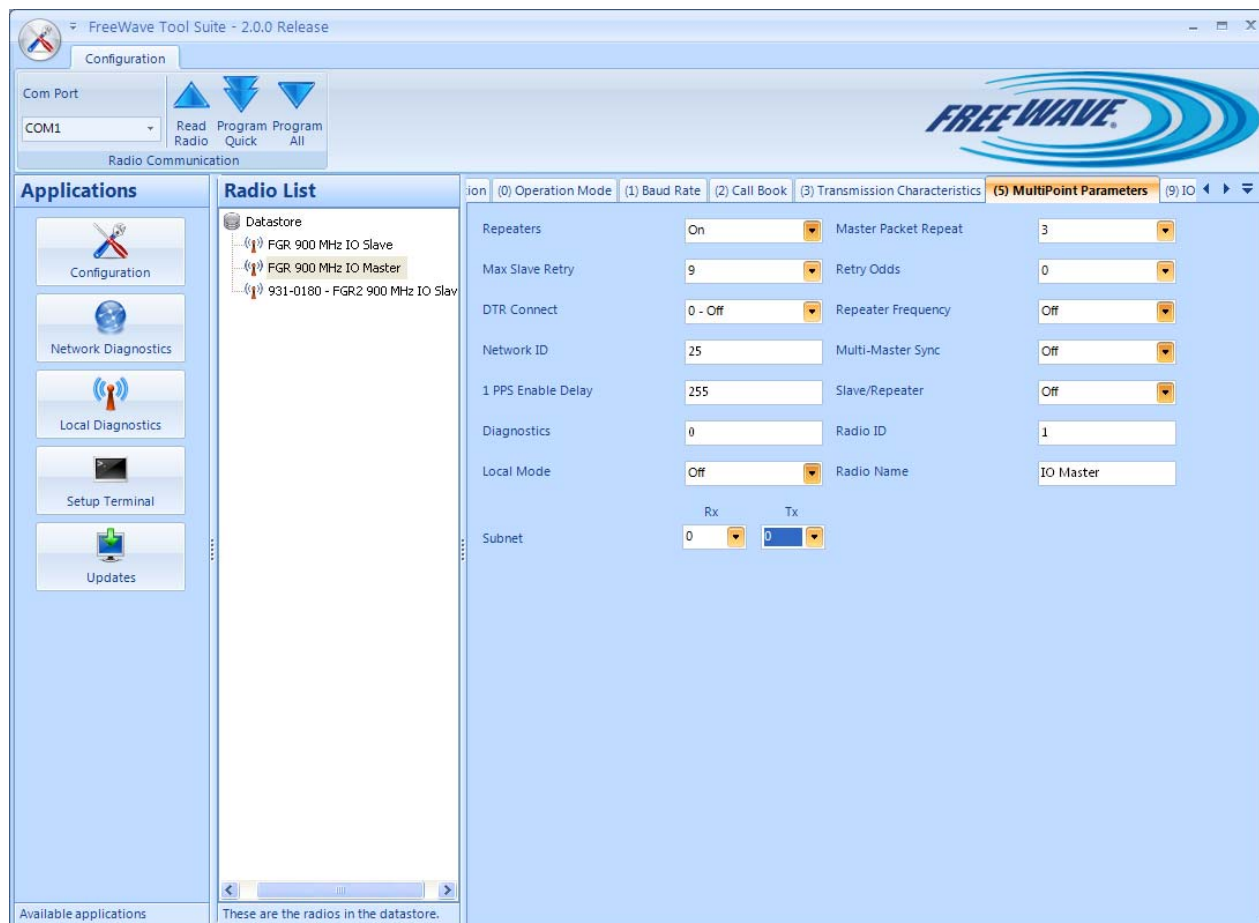 FreeWave Tool Suite - 2.0.0 Release
Configuration
Com Port
COM1
Read Radio
Program Quick
Program All
Radio Communication
FREEWAVE®
Applications
Configuration
Network Diagnostics
Local Diagnostics
Setup Terminal
Updates
Available applications
Radio List
Datastore
FGR 900 MHz IO Slave
FGR 900 MHz IO Master
931-0180 - FGR2 900 MHz IO Slav
These are the radios in the datastore.
ion (0) Operation Mode (1) Baud Rate (2) Call Book (3) Transmission Characteristics (5) MultiPoint Parameters (9) IO
Repeaters On Master Packet Repeat 3
Max Slave Retry 9 Retry Odds 0
DTR Connect 0 - Off Repeater Frequency Off
Network ID 25 Multi-Master Sync Off
1 PPS Enable Delay 255 Slave/Repeater Off
Diagnostics 0 Radio ID 1
Local Mode Off Radio Name IO Master
Rx Tx
Subnet 0 0